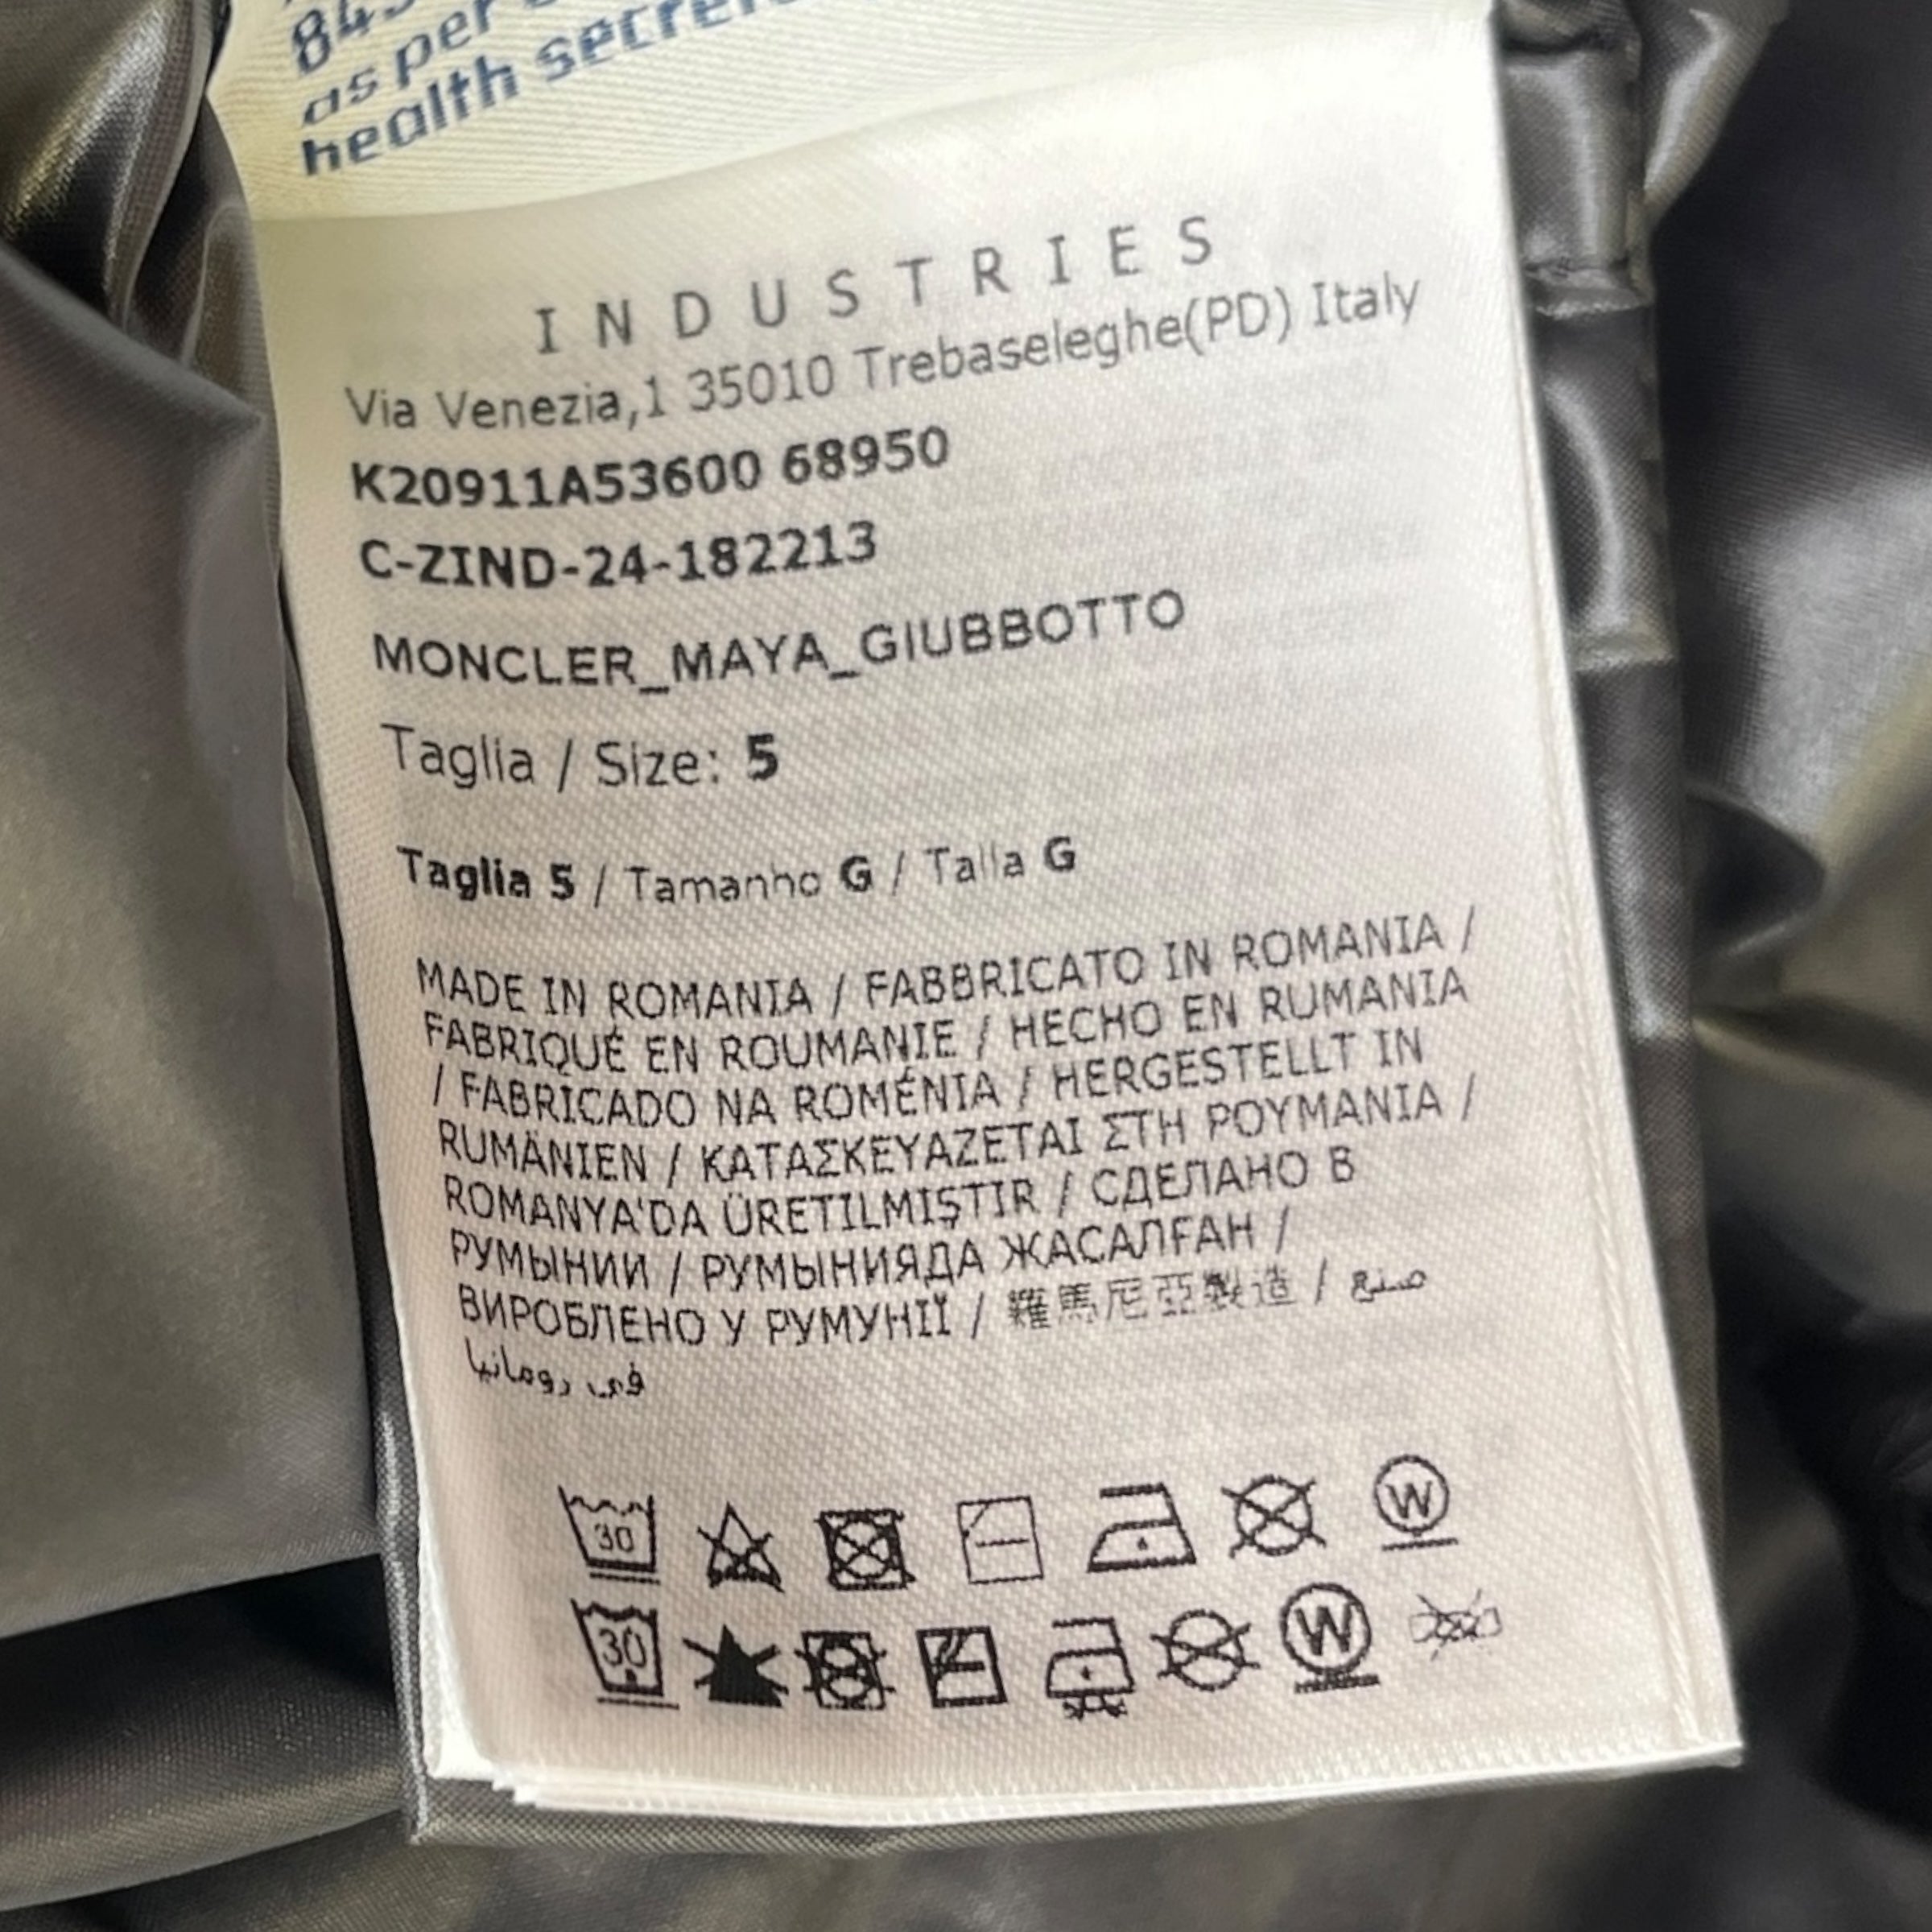 as per
health
INDUSTRIES
Via Venezia,1 35010 Trebaseleghe(PD) Italy
K20911A53600 68950
C-ZIND-24-182213
MONCLER_MAYA_GIUBBOTTO
Taglia / Size: 5
Taglia 5 / Tamanho G / Talla G
MADE IN ROMANIA / FABBRICATO IN ROMANIA /
FABRIQUÉ EN ROUMANIE / HECHO EN RUMANIA
/ FABRICADO NA ROMÉNIA / HERGESTELLT IN
RUMÄNIEN / ΚΑΤΑΣΚΕΥΑΖΕΤΑΙ ΣΤΗ ΡΟΥΜΑΝΙΑ /
ROMANYA'DA ÜRETILMIŞTIR / СДЕЛАНО В
РУМЫНИИ / РУМЫНИЯДА ЖАСАЛҒАН /
ВИРОБЛЕНО У РУМУНІЇ / 羅馬尼亞製造 / صنع
في رومانيا
30 W
30 W